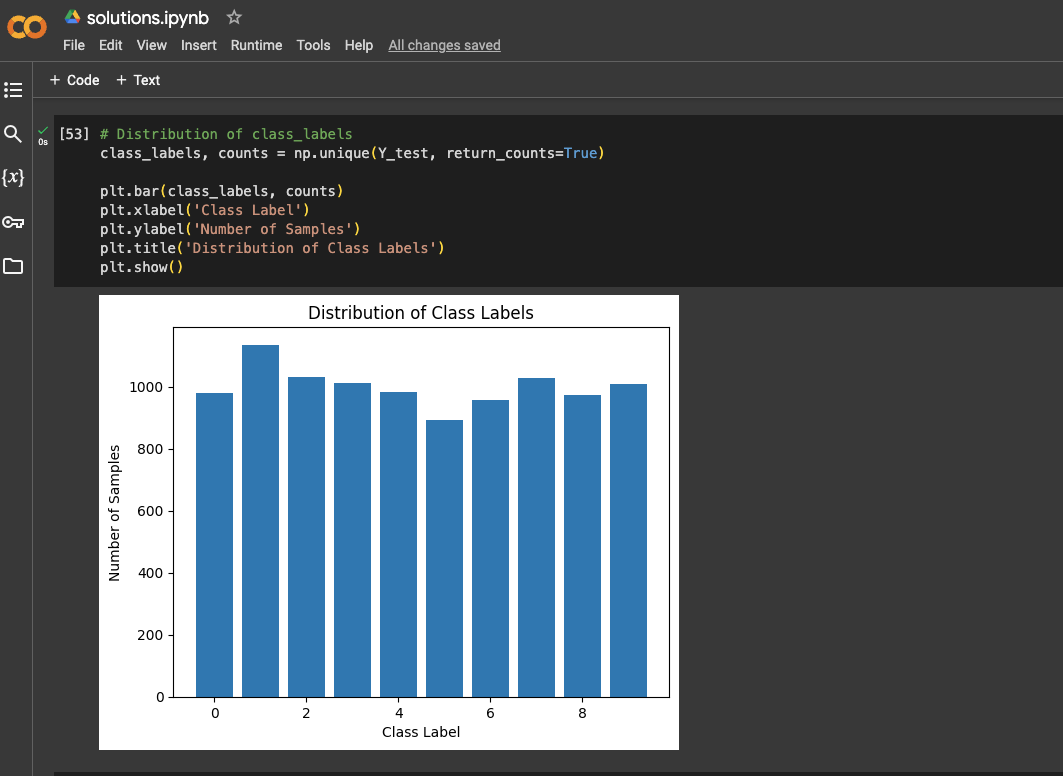 solutions.ipynb
File Edit View Insert Runtime Tools Help All changes saved
+ Code + Text
{x}
0s
[53] # Distribution of class_labels
class_labels, counts = np.unique(Y_test, return_counts=True)
plt.bar(class_labels, counts)
plt.xlabel('Class Label')
plt.ylabel('Number of Samples')
plt.title('Distribution of Class Labels')
plt.show()
Distribution of Class Labels
Number of Samples
1000
800
600
400
200
0
0 2 4 6 8
Class Label